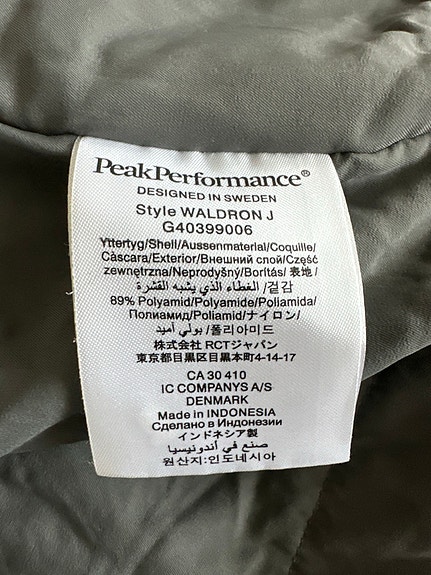 PeakPerformance®
DESIGNED IN SWEDEN
Style WALDRON J
G40399006
Yttertyg/Shell/Aussenmaterial/Coquille/
Càscara/Exterior/Внешний слой/Część
zewnętrzna/Neprodyšný/Borítás/ 表地 /
겉감/ الغطاء الذي يشبه القشرة
89% Polyamid/Polyamide/Poliamida/
Полиамид/Poliamid/ナイロン/
폴리아미드/ بولي أميد
株式会社 RCTジャパン
東京都目黒区目黒本町4-14-17
CA 30 410
IC COMPANYS A/S
DENMARK
Made in INDONESIA
Сделано в Индонезии
インドネシア製
صنع في أندونيسيا
원산지:인도네시아